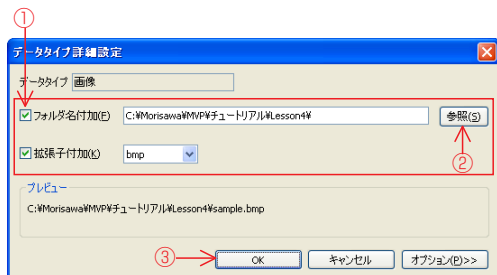 ①
データタイプ詳細設定
データタイプ 画像
フォルダ名付加(F) C:¥Morisawa¥MVP¥チュートリアル¥Lesson4¥ 参照(S)
②
拡張子付加(K) bmp
プレビュー
C:¥Morisawa¥MVP¥チュートリアル¥Lesson4¥sample.bmp
③ OK キャンセル オプション(P)>>